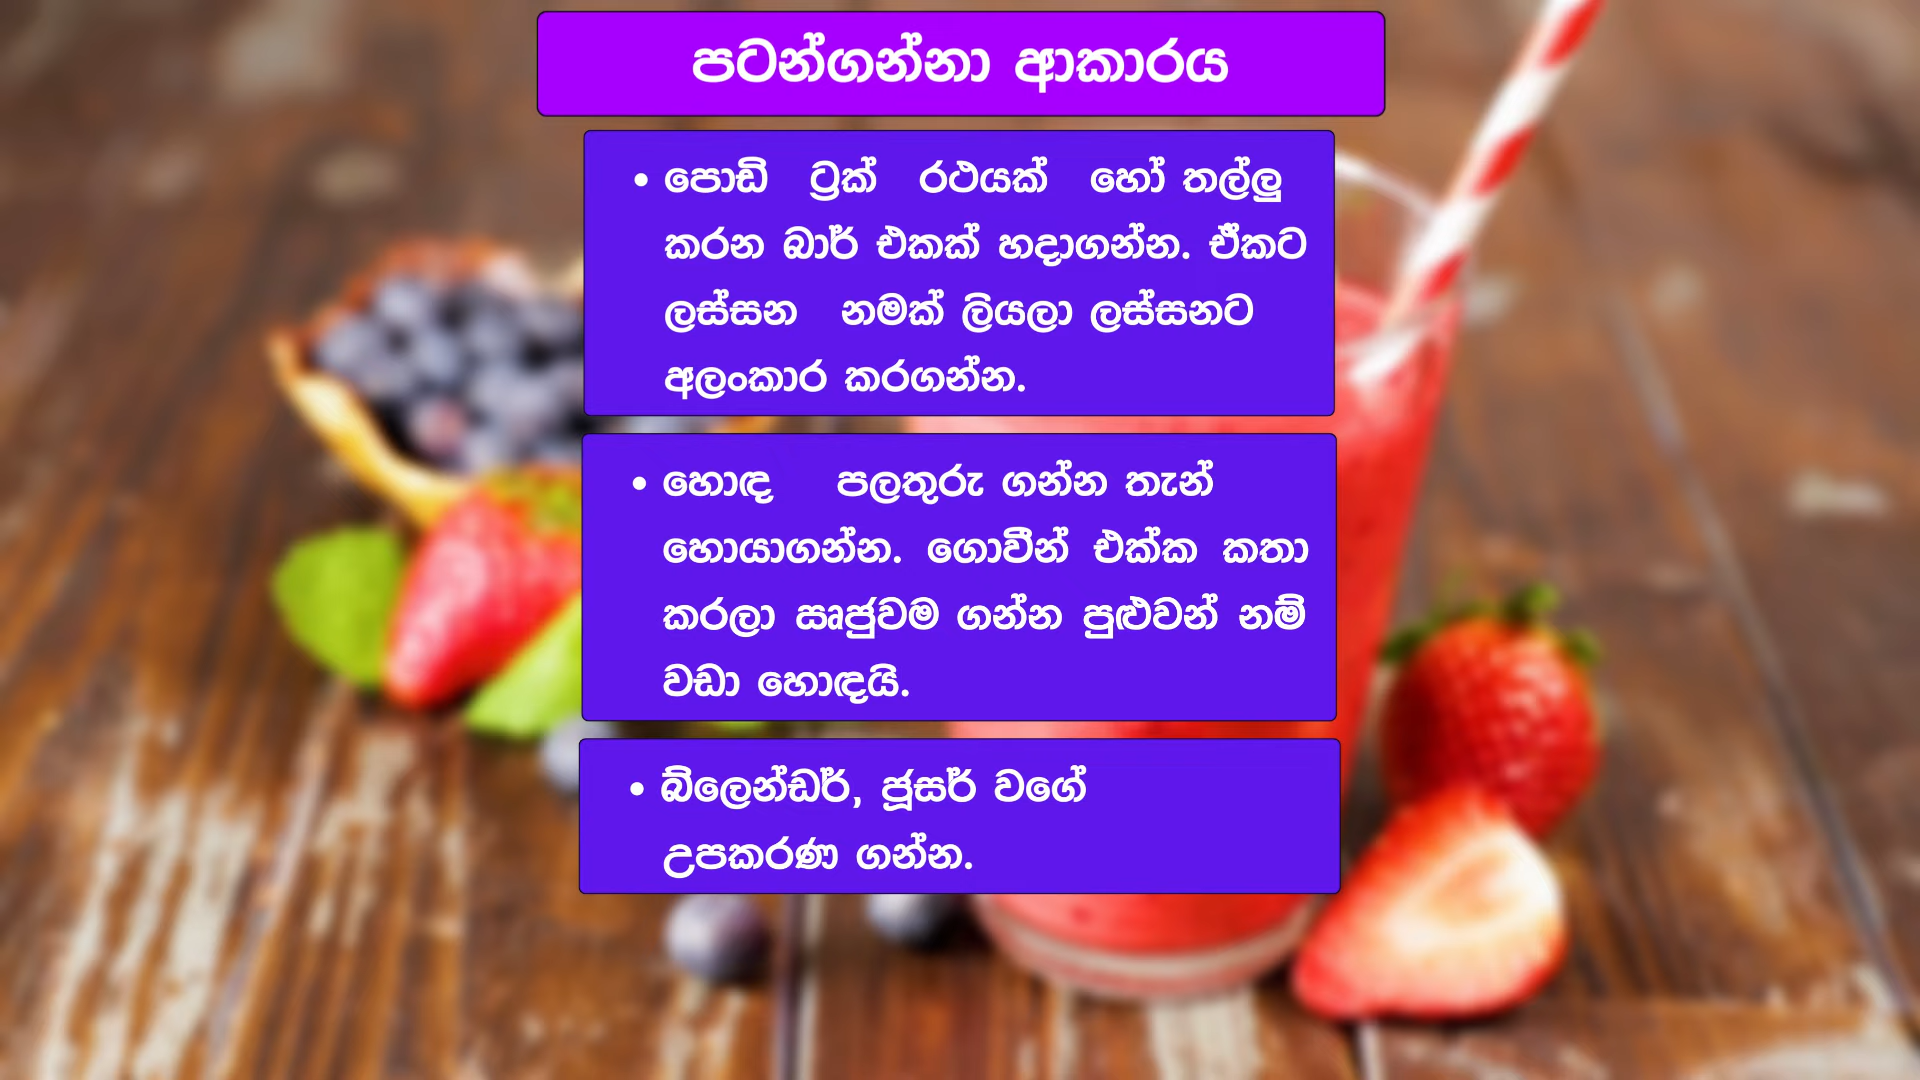 පටන්ගන්නා ආකාරය
• පොඩි ට්‍රක් රථයක් හෝ තල්ලු
කරන බාර් එකක් හදාගන්න. ඒකට
ලස්සන නමක් ලියලා ලස්සනට
අලංකාර කරගන්න.
• හොඳ පලතුරු ගන්න තැන්
හොයාගන්න. ගොවීන් එක්ක කතා
කරලා ඍජුවම ගන්න පුළුවන් නම්
වඩා හොඳයි.
• බ්ලෙන්ඩර්, ජූසර් වගේ
උපකරණ ගන්න.